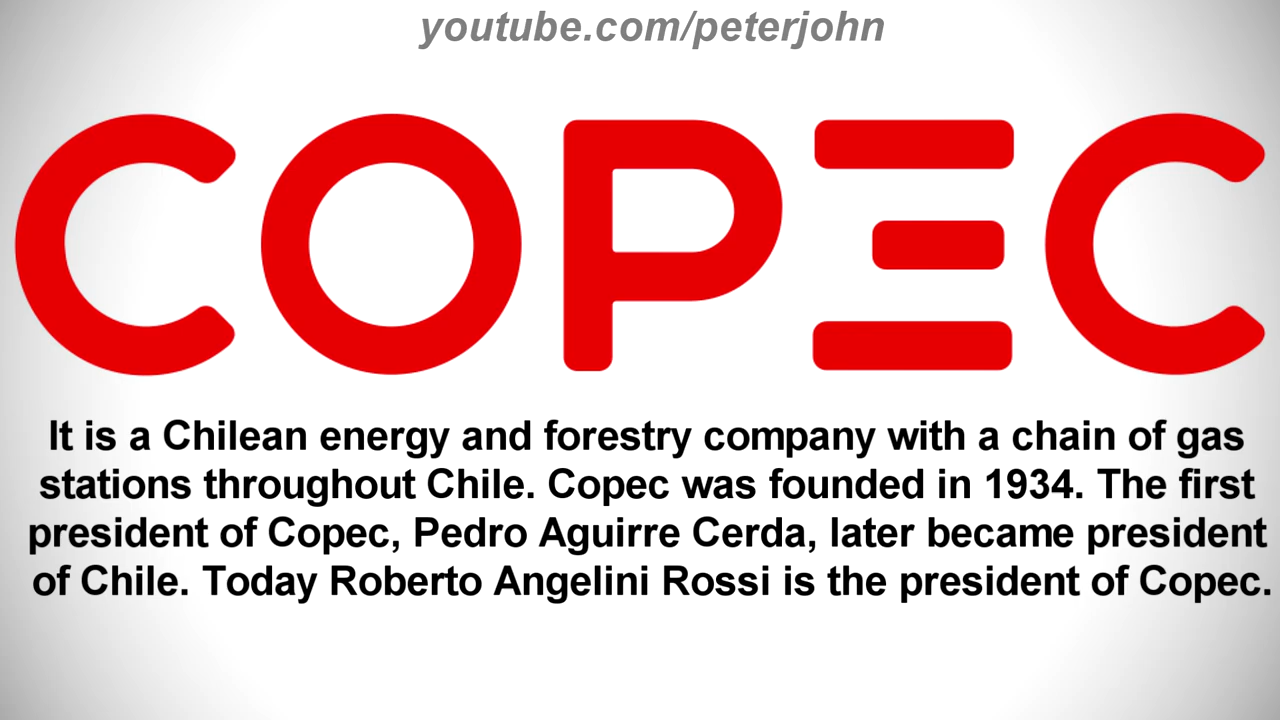 youtube.com/peterjohn
COPEC
It is a Chilean energy and forestry company with a chain of gas
stations throughout Chile. Copec was founded in 1934. The first
president of Copec, Pedro Aguirre Cerda, later became president
of Chile. Today Roberto Angelini Rossi is the president of Copec.